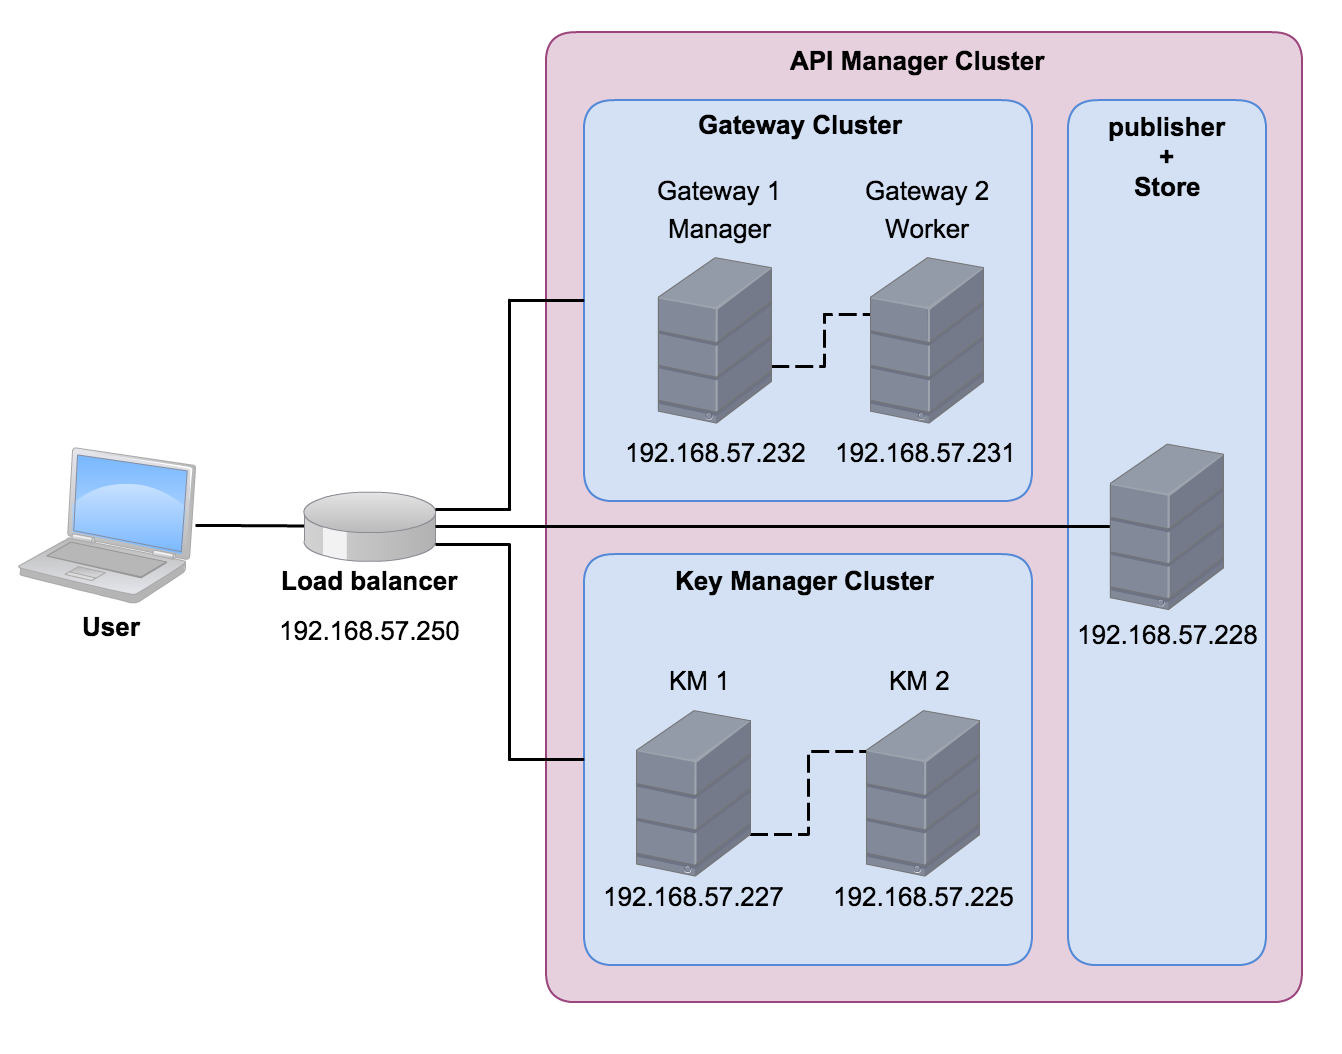 API Manager Cluster
Gateway Cluster
Gateway 1
Manager
Gateway 2
Worker
192.168.57.232
192.168.57.231
publisher
+
Store
192.168.57.228
User
Load balancer
192.168.57.250
Key Manager Cluster
KM 1
KM 2
192.168.57.227
192.168.57.225